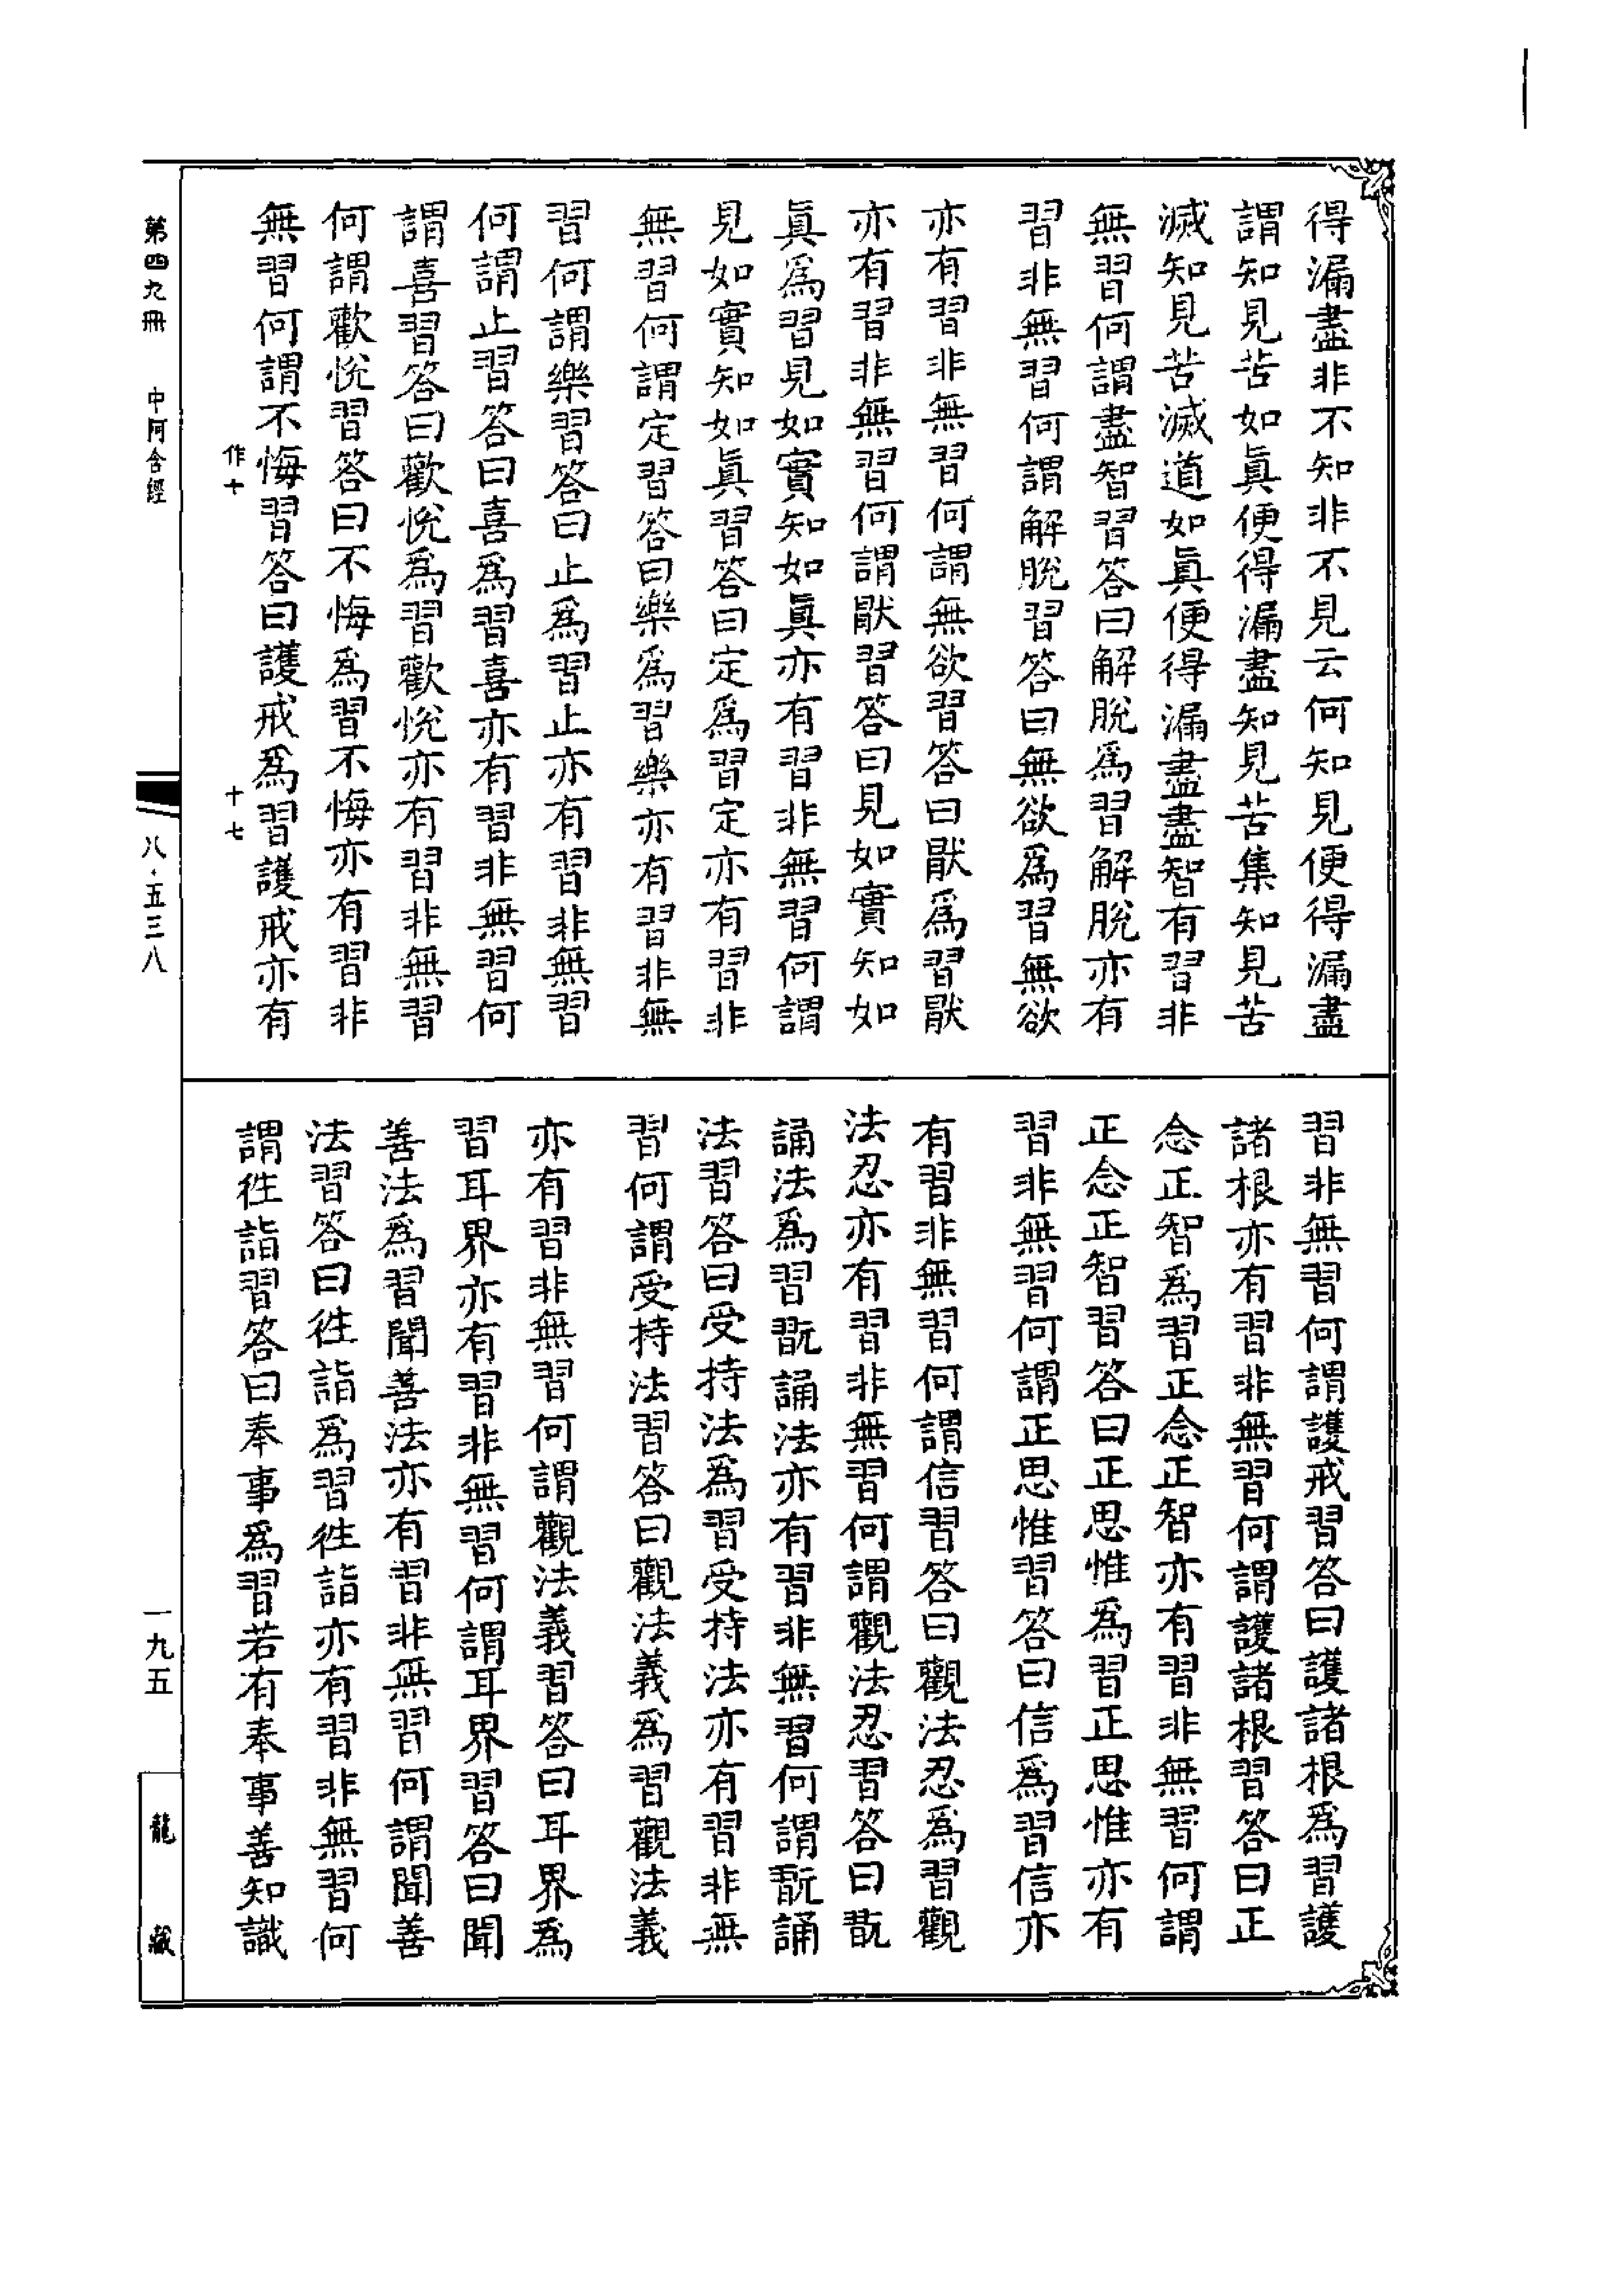 得漏盡非不知非不見云何知見便得漏盡
謂知見苦如眞便得漏盡知見苦集知見苦
滅知見苦滅道如眞便得漏盡盡智有習非
無習何謂盡智習答曰解脫爲習解脫亦有
習非無習何謂解脫習答曰無欲爲習無欲
亦有習非無習何謂無欲習答曰厭爲習厭
亦有習非無習何謂厭習答曰見如實知如
眞爲習見如實知如眞亦有習非無習何謂
見如實知如眞習答曰定爲習定亦有習非
無習何謂定習答曰樂爲習樂亦有習非無
習何謂樂習答曰止爲習止亦有習非無習
何謂止習答曰喜爲習喜亦有習非無習何
謂喜習答曰歡悅爲習歡悅亦有習非無習
何謂歡悅習答曰不悔爲習不悔亦有習非
無習何謂不悔習答曰護戒爲習護戒亦有
作十 十七
習非無習何謂護戒習答曰護諸根爲習護
諸根亦有習非無習何謂護諸根習答曰正
念正智爲習正念正智亦有習非無習何謂
正念正智習答曰正思惟爲習正思惟亦有
習非無習何謂正思惟習答曰信爲習信亦
有習非無習何謂信習答曰觀法忍爲習觀
法忍亦有習非無習何謂觀法忍習答曰翫
誦法爲習翫誦法亦有習非無習何謂翫誦
法習答曰受持法爲習受持法亦有習非無
習何謂受持法習答曰觀法義爲習觀法義
亦有習非無習何謂觀法義習答曰耳界爲
習耳界亦有習非無習何謂耳界習答曰聞
善法爲習聞善法亦有習非無習何謂聞善
法習答曰徃詣爲習徃詣亦有習非無習何
謂徃詣習答曰奉事爲習若有奉事善知識
第四九冊 中阿含經 八·五三八 一九五 龍藏